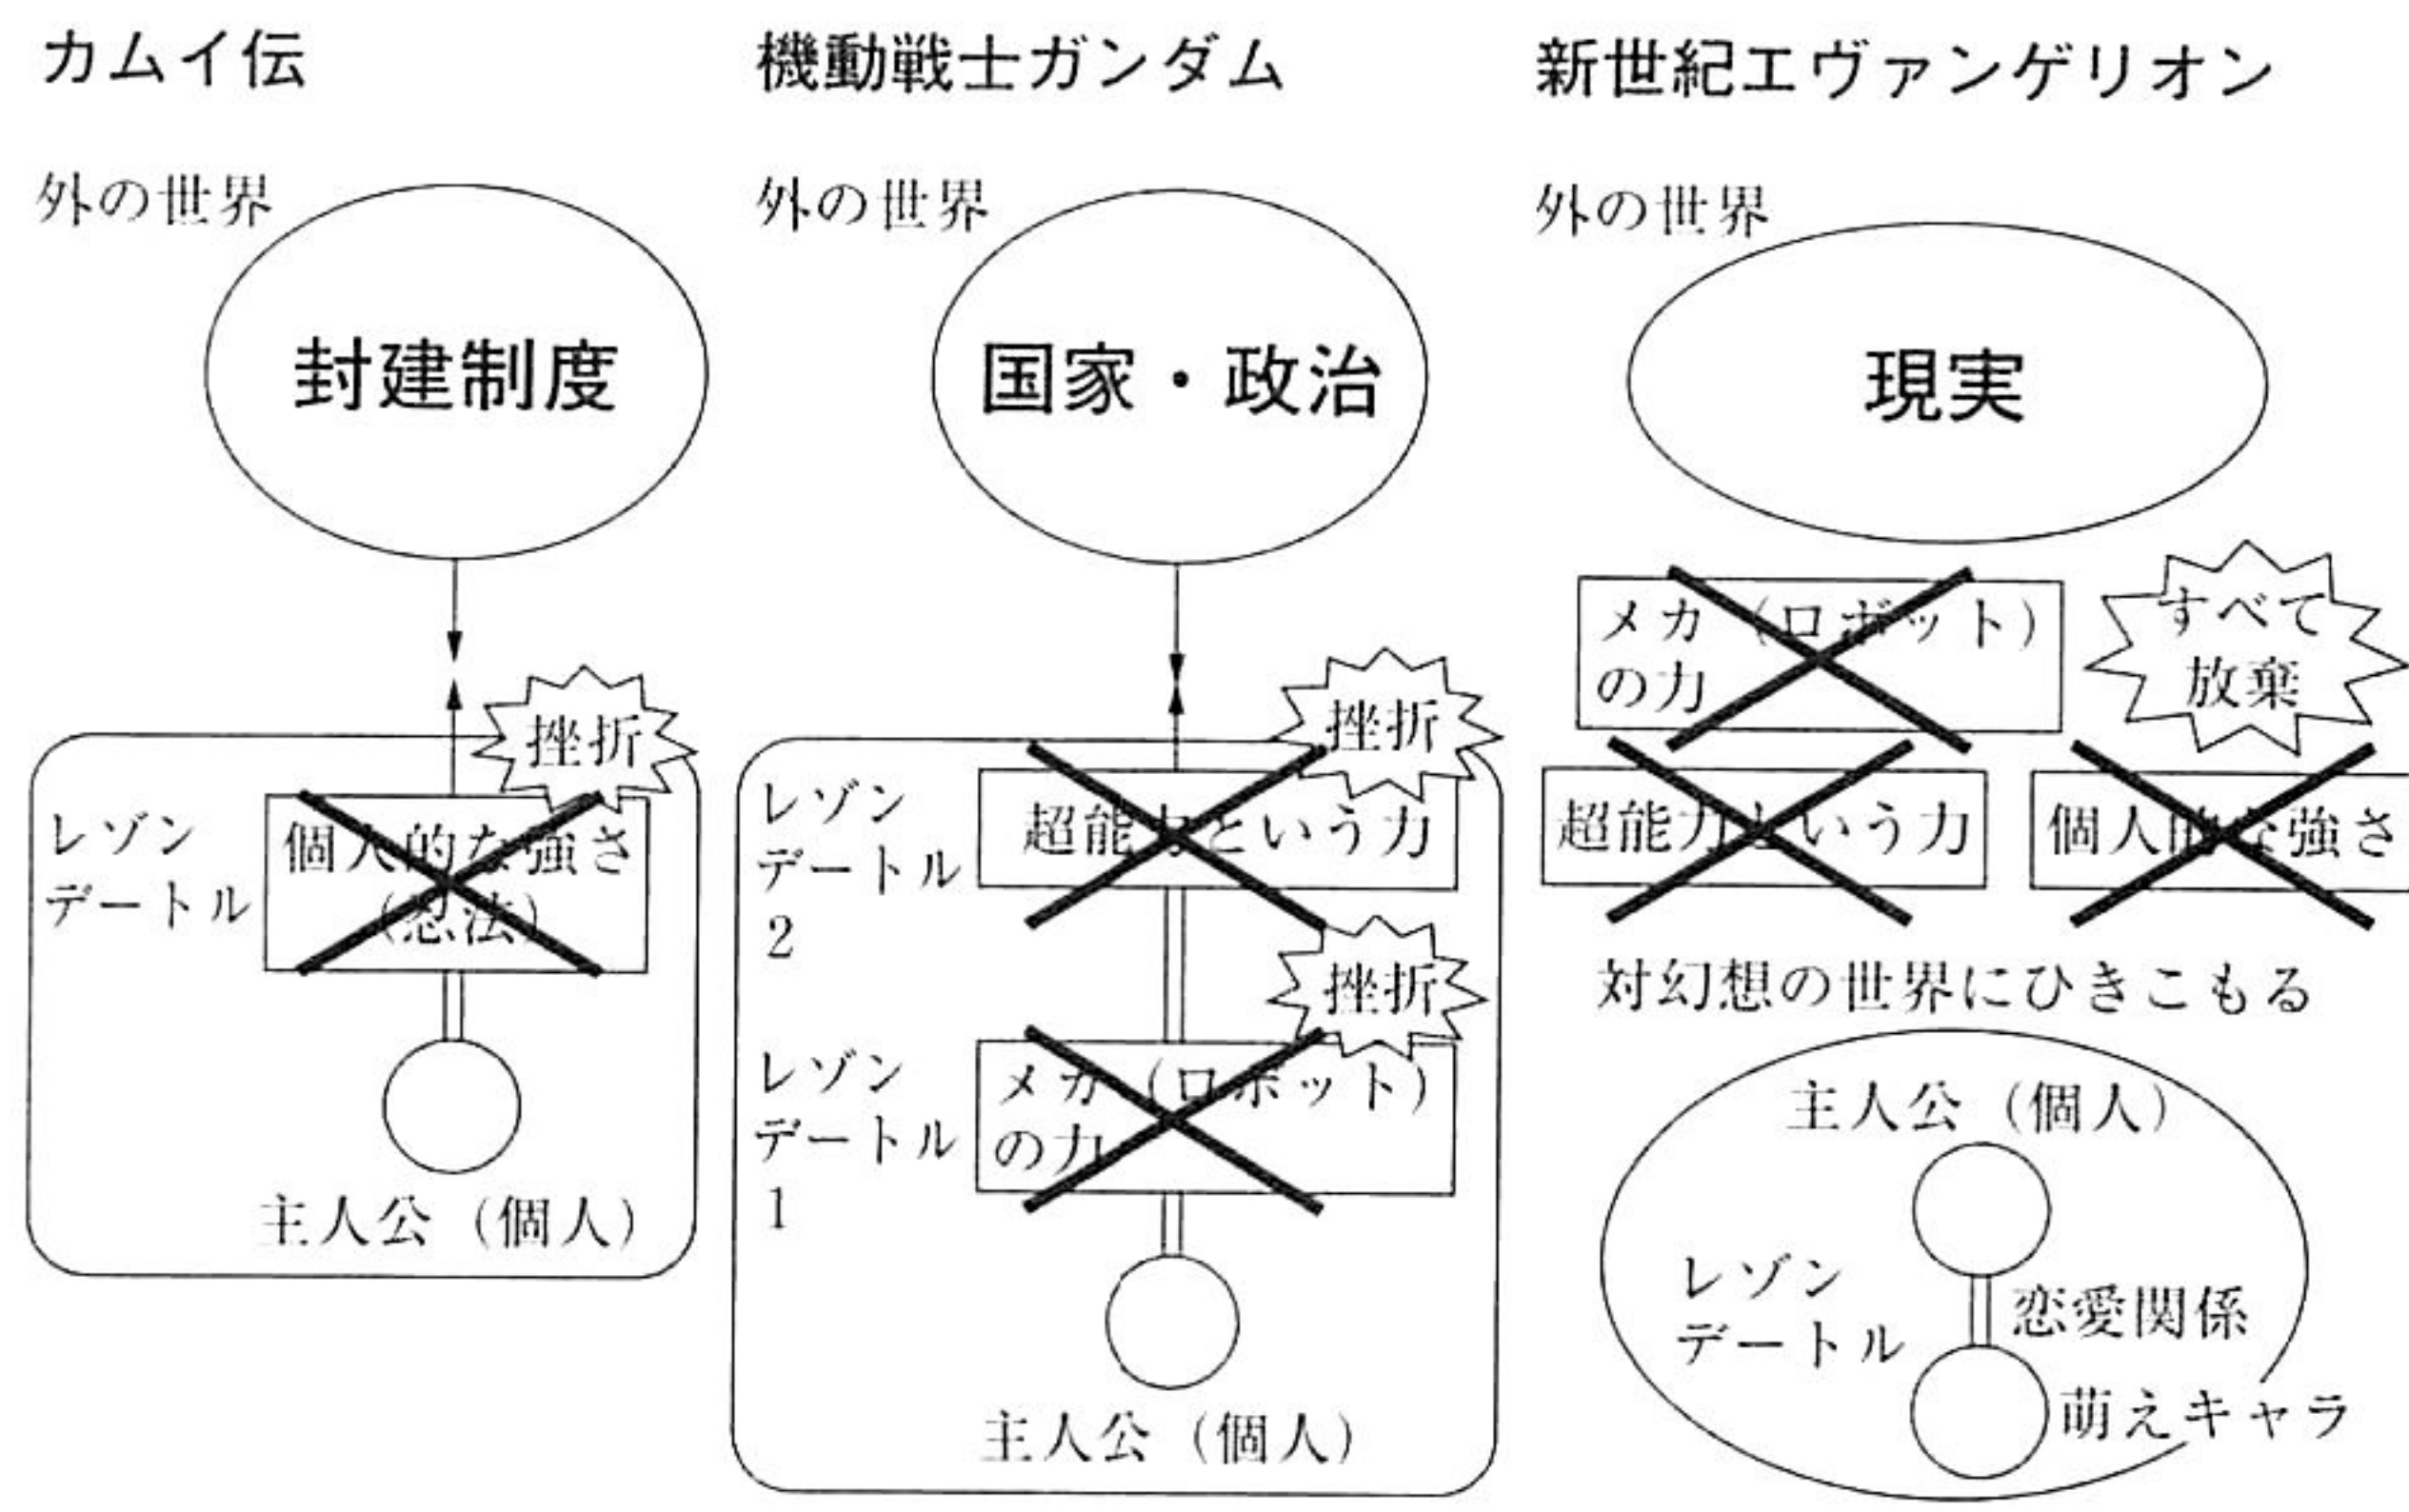 カムイ伝
外の世界
封建制度
挫折
レゾン
デートル
個人的な強さ
（忍法）
主人公（個人）
機動戦士ガンダム
外の世界
国家・政治
挫折
レゾン
デートル
2
超能力という力
挫折
レゾン
デートル
1
メカ（ロボット）
の力
主人公（個人）
新世紀エヴァンゲリオン
外の世界
現実
メカ（ロボット）
の力
すべて
放棄
超能力という力
個人的な強さ
対幻想の世界にひきこもる
主人公（個人）
レゾン
デートル
恋愛関係
萌えキャラ